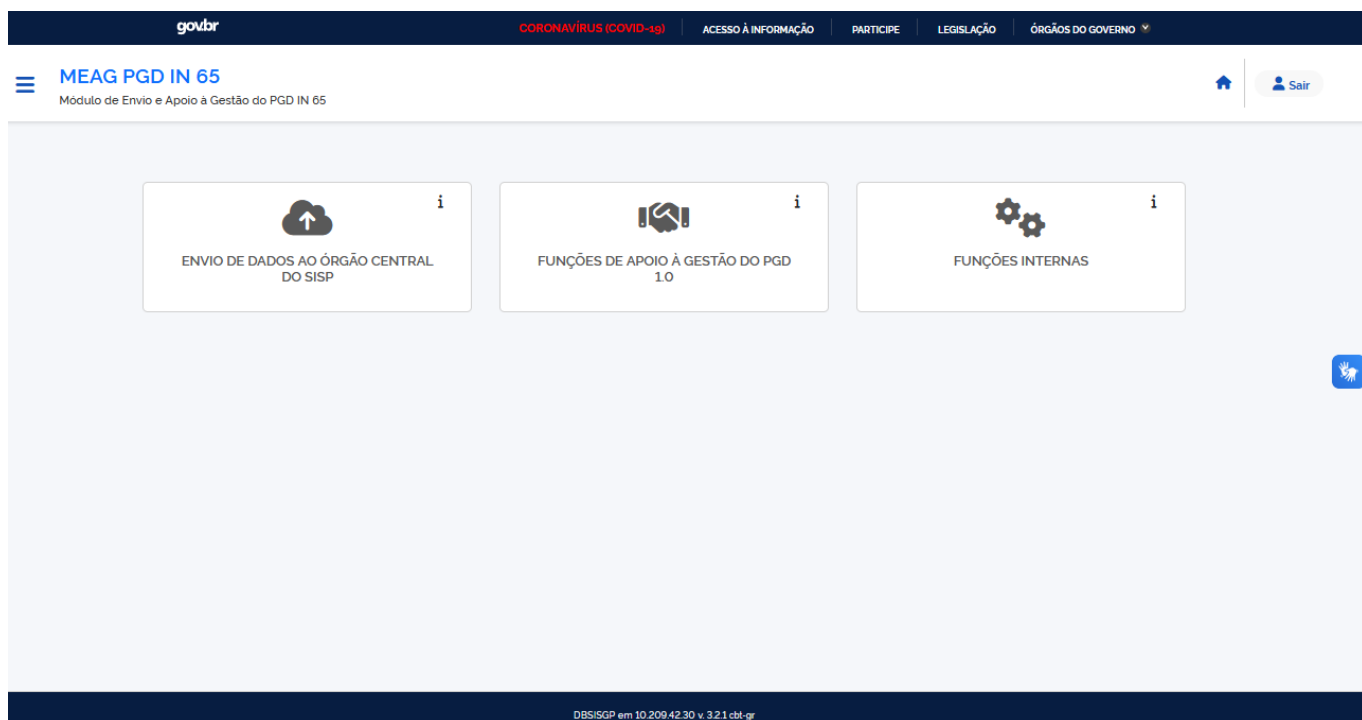 gov.br
CORONAVÍRUS (COVID-19) ACESSO À INFORMAÇÃO PARTICIPE LEGISLAÇÃO ÓRGÃOS DO GOVERNO
MEAG PGD IN 65
Módulo de Envio e Apoio à Gestão do PGD IN 65
Sair
i
ENVIO DE DADOS AO ÓRGÃO CENTRAL
DO SISP
i
FUNÇÕES DE APOIO À GESTÃO DO PGD
1.0
i
FUNÇÕES INTERNAS
DBSISGP em 10.209.42.30 v. 3.2.1 cbt-gr